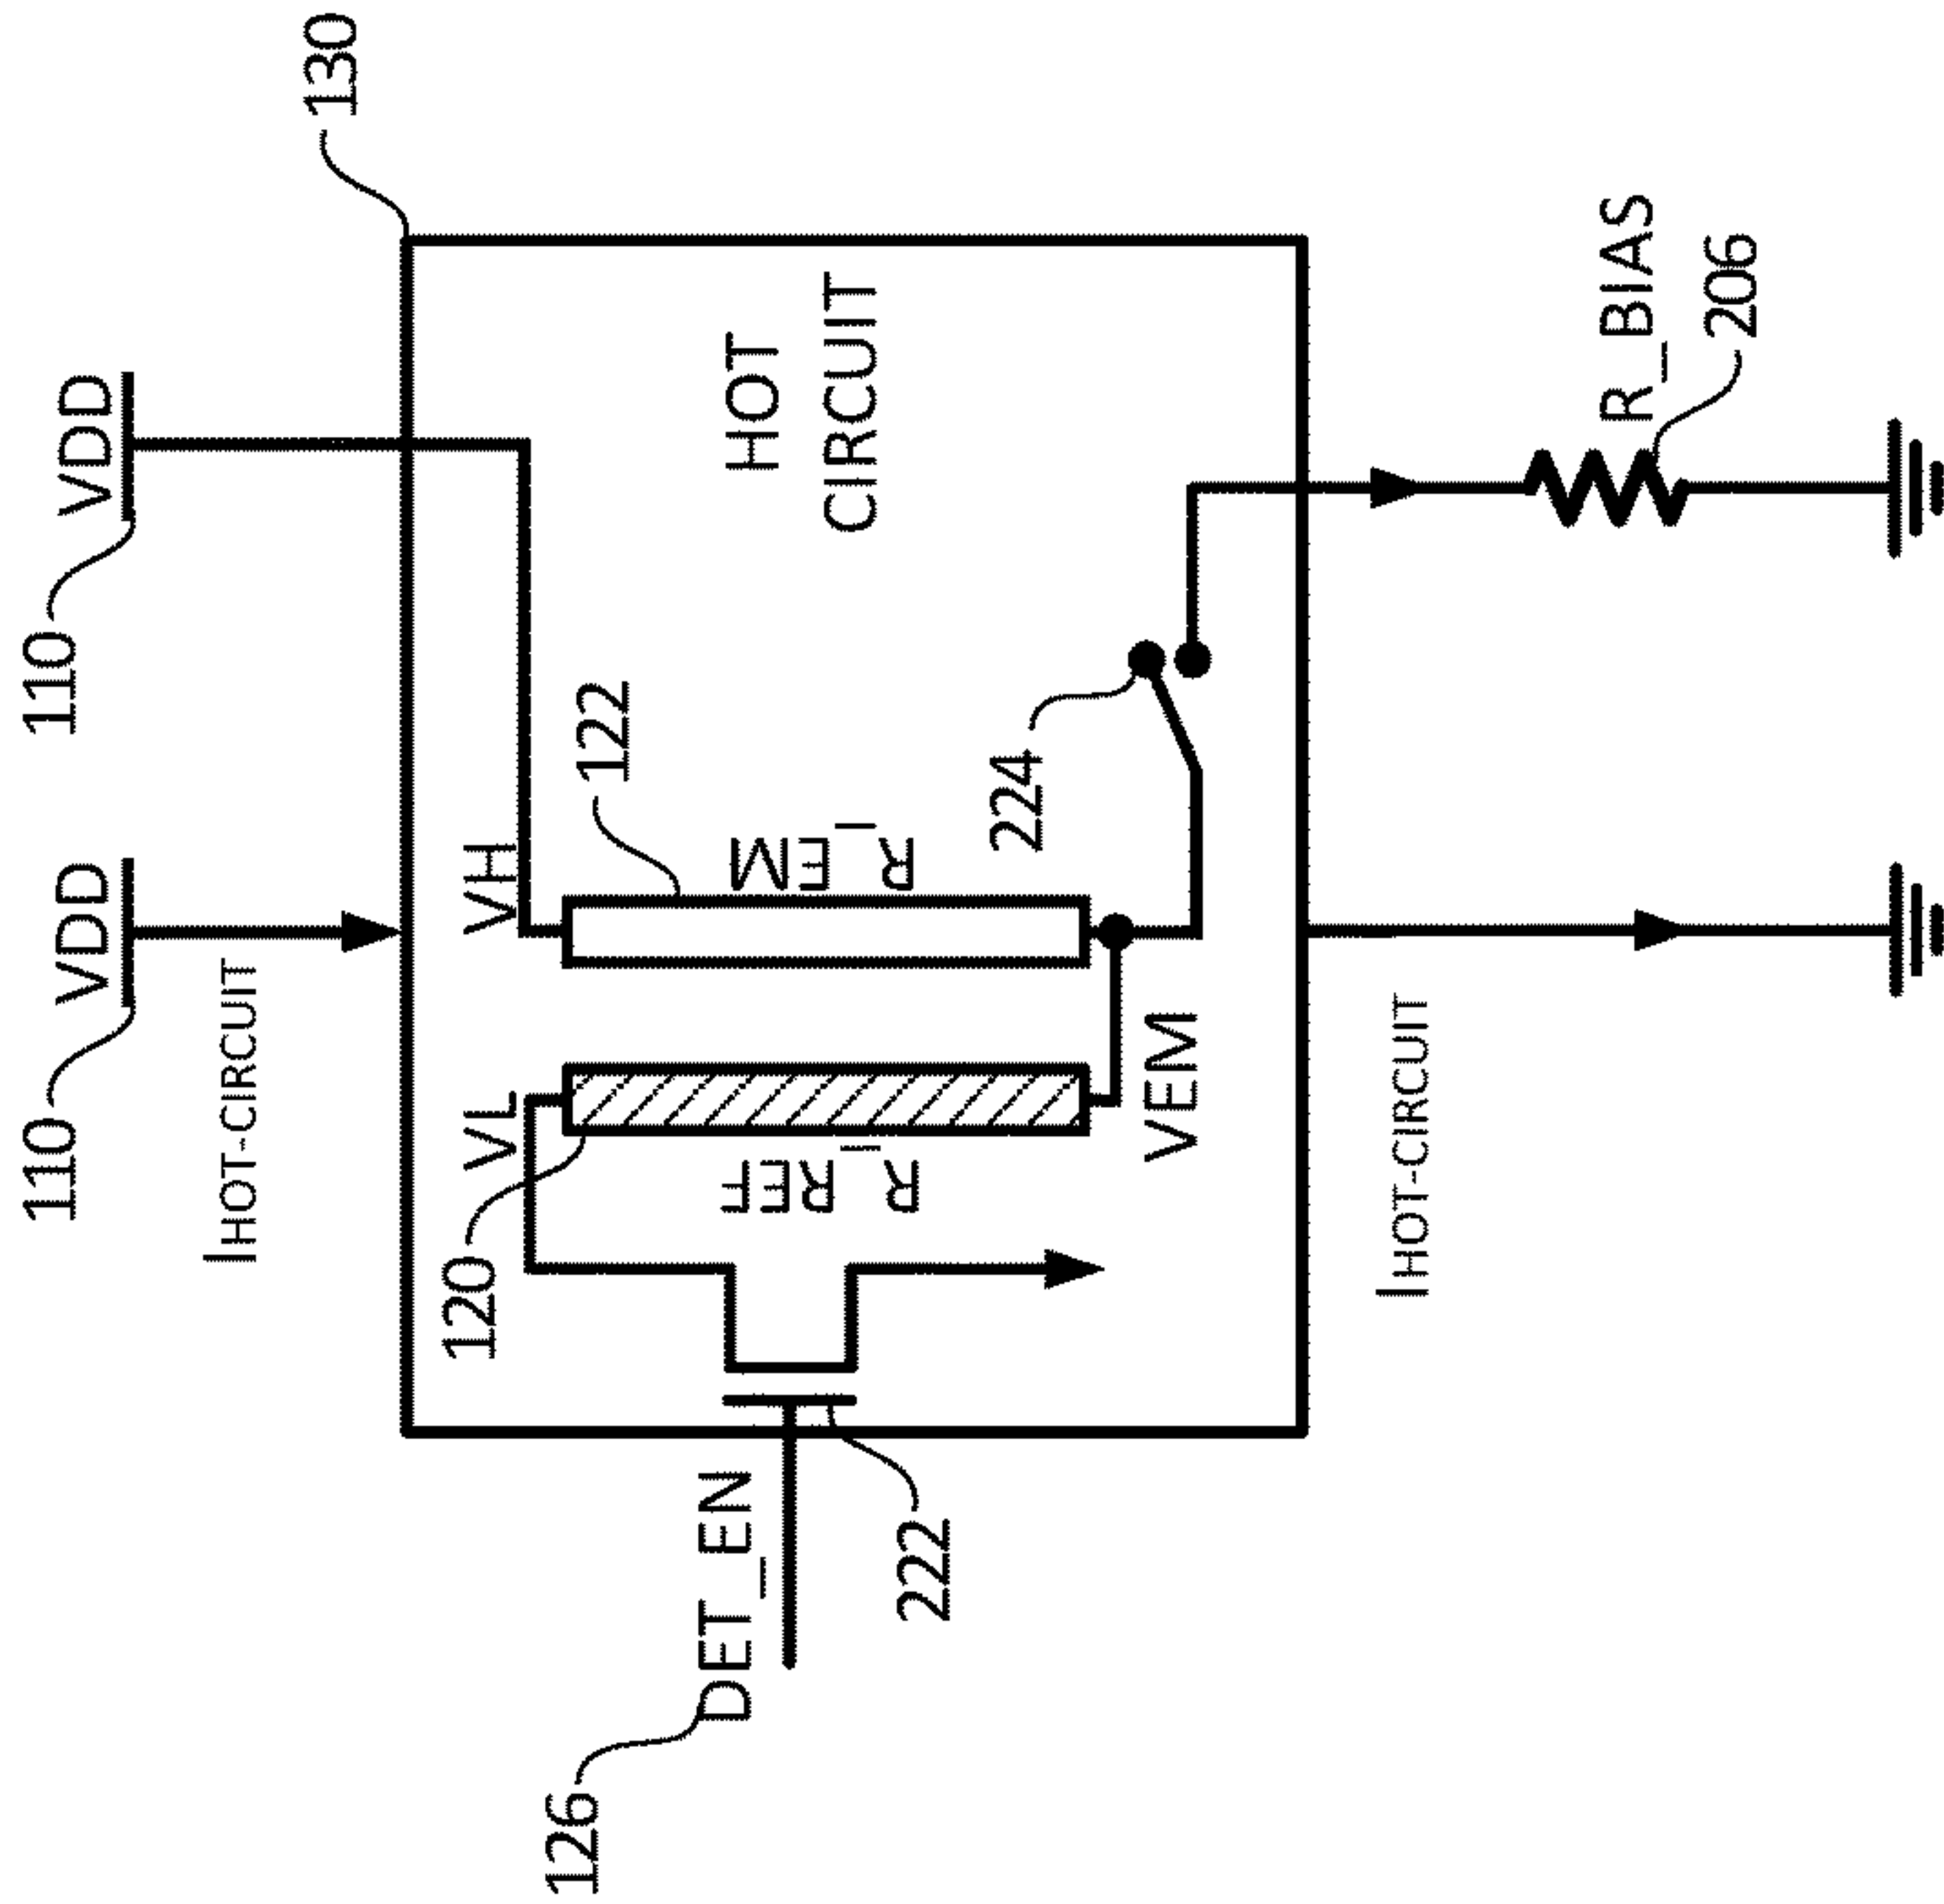 110
VDD
110
VDD
IHOT-CIRCUIT
130
VL
VH
120
122
R_REF
R_EM
HOT
CIRCUIT
126
DET_EN
222
224
VEM
IHOT-CIRCUIT
R_BIAS
206